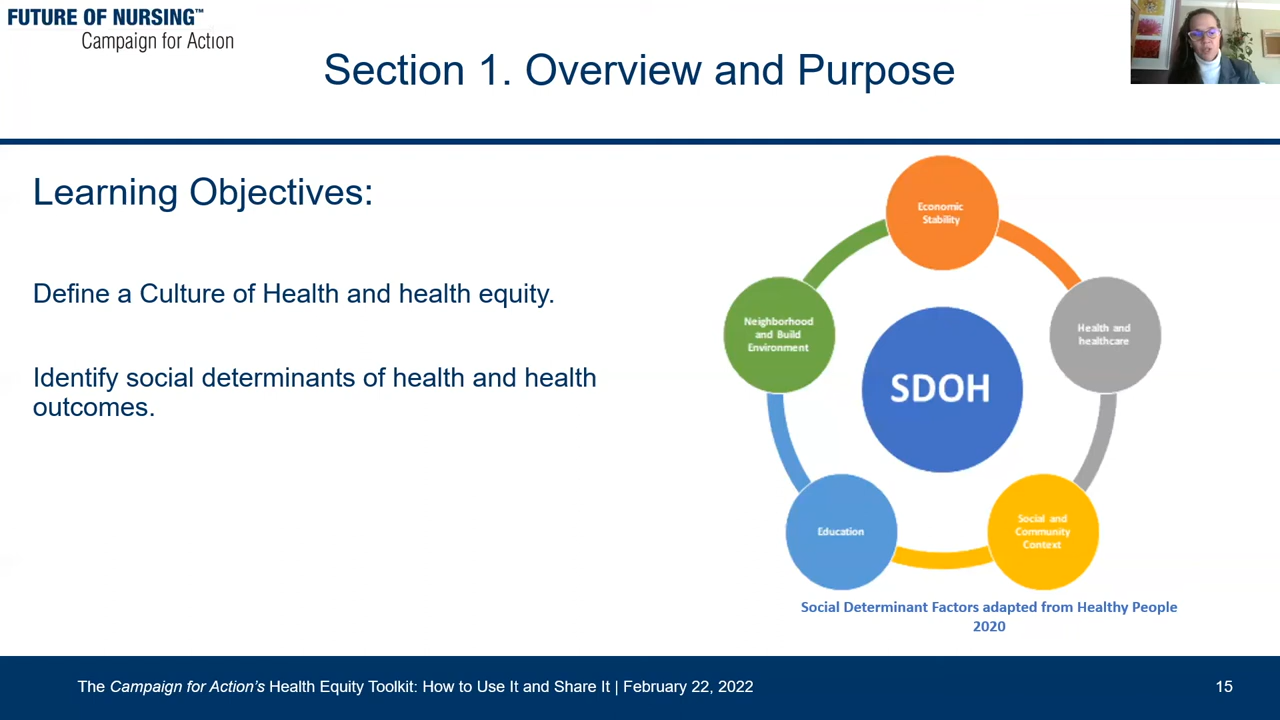 FUTURE OF NURSING™
Campaign for Action
Section 1. Overview and Purpose
Learning Objectives:
Define a Culture of Health and health equity.
Identify social determinants of health and health
outcomes.
Economic
Stability
Neighborhood
and Build
Environment
Health and
healthcare
SDOH
Education
Social and
Community
Context
Social Determinant Factors adapted from Healthy People
2020
The Campaign for Action's Health Equity Toolkit: How to Use It and Share It | February 22, 2022
15